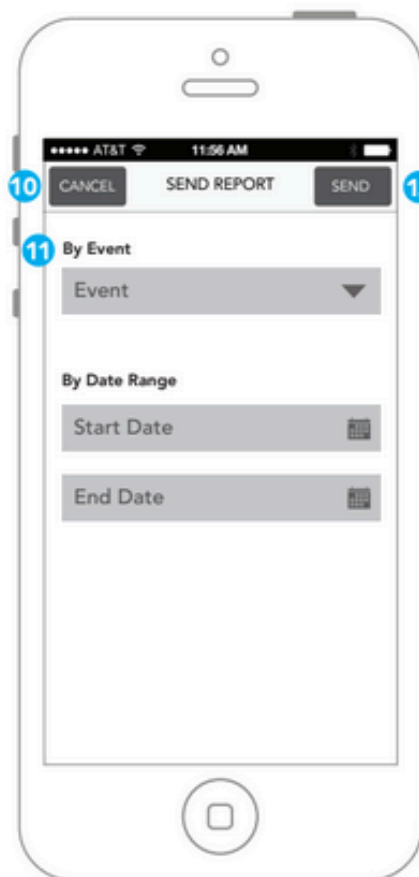 AT&T 11:56 AM
10 CANCEL SEND REPORT SEND
11 By Event
Event
By Date Range
Start Date
End Date